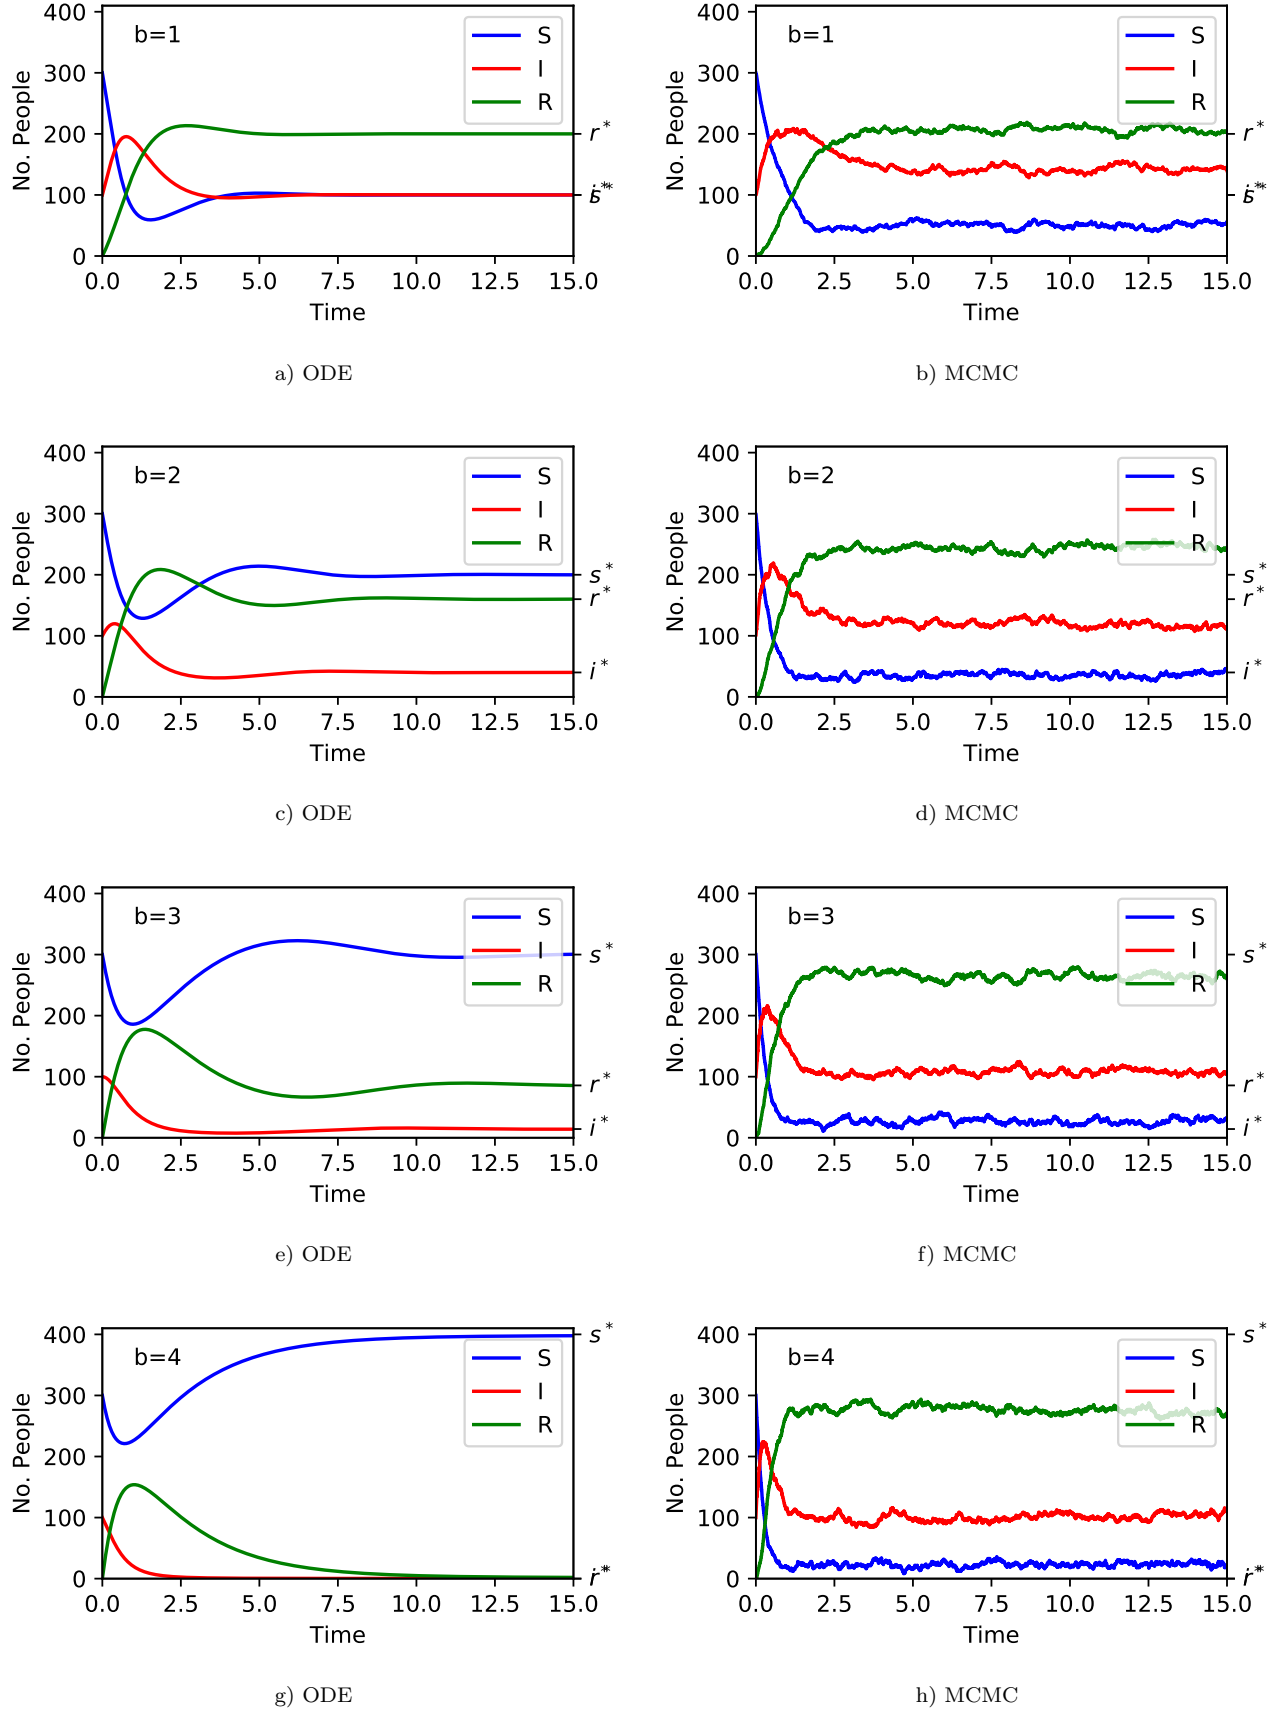 400
b=1
S
300
I
R
200
r*
100
i*
s*
0
0.0 2.5 5.0 7.5 10.0 12.5 15.0
Time
No. People
a) ODE
400
b=1
S
300
I
R
200
r*
100
i*
s*
0
0.0 2.5 5.0 7.5 10.0 12.5 15.0
Time
No. People
b) MCMC
400
b=2
S
300
I
R
200
s*
r*
100
i*
0
0.0 2.5 5.0 7.5 10.0 12.5 15.0
Time
No. People
c) ODE
400
b=2
S
300
I
R
200
s*
r*
100
i*
0
0.0 2.5 5.0 7.5 10.0 12.5 15.0
Time
No. People
d) MCMC
400
b=3
S
300
I
s*
R
200
100
r*
i*
0
0.0 2.5 5.0 7.5 10.0 12.5 15.0
Time
No. People
e) ODE
400
b=3
S
300
I
s*
R
200
100
r*
i*
0
0.0 2.5 5.0 7.5 10.0 12.5 15.0
Time
No. People
f) MCMC
400
s*
b=4
S
300
I
R
200
100
i*
r*
0
0.0 2.5 5.0 7.5 10.0 12.5 15.0
Time
No. People
g) ODE
400
s*
b=4
S
300
I
R
200
100
i*
r*
0
0.0 2.5 5.0 7.5 10.0 12.5 15.0
Time
No. People
h) MCMC